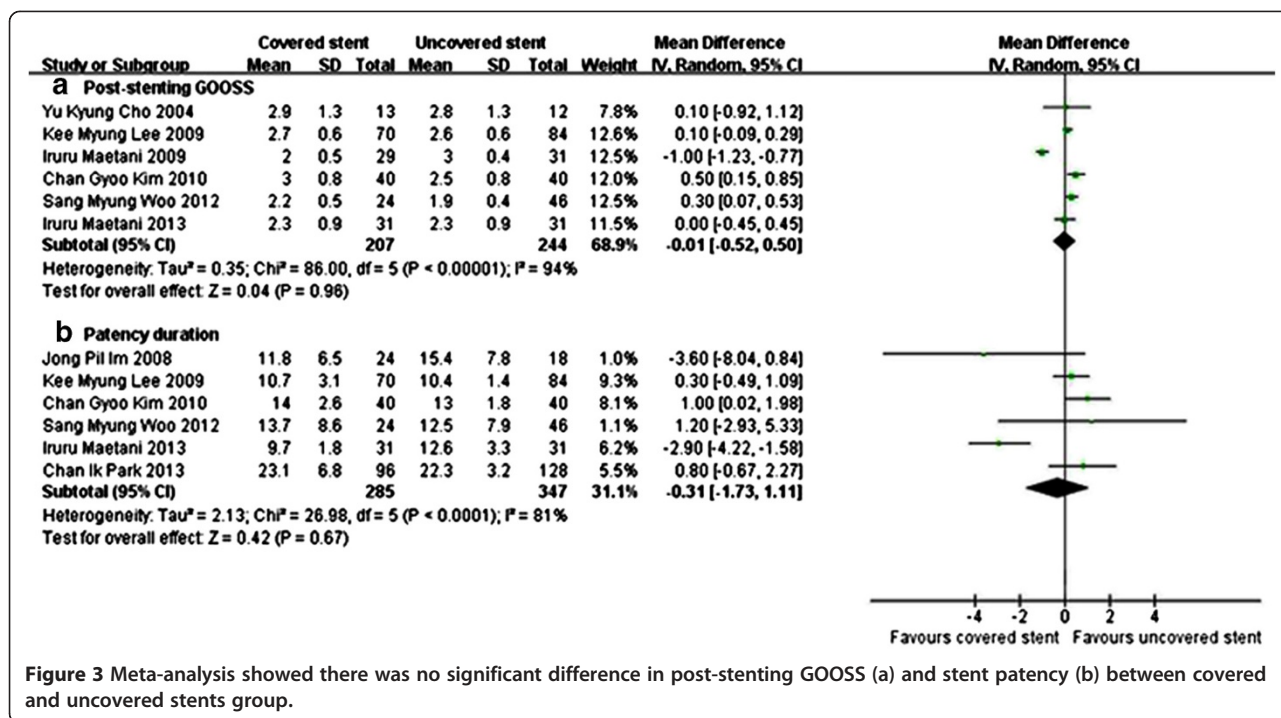 Covered stent Uncovered stent Mean Difference Mean Difference
Study or Subgroup Mean SD Total Mean SD Total Weight IV, Random, 95% CI IV, Random, 95% CI
a Post-stenting GOOSS
Yu Kyung Cho 2004 2.9 1.3 13 2.8 1.3 12 7.8% 0.10 [-0.92, 1.12]
Kee Myung Lee 2009 2.7 0.6 70 2.6 0.6 84 12.6% 0.10 [-0.09, 0.29]
Iruru Maetani 2009 2 0.5 29 3 0.4 31 12.5% -1.00 [-1.23, -0.77]
Chan Gyoo Kim 2010 3 0.8 40 2.5 0.8 40 12.0% 0.50 [0.15, 0.85]
Sang Myung Woo 2012 2.2 0.5 24 1.9 0.4 46 12.5% 0.30 [0.07, 0.53]
Iruru Maetani 2013 2.3 0.9 31 2.3 0.9 31 11.5% 0.00 [-0.45, 0.45]
Subtotal (95% CI) 207 244 68.9% -0.01 [-0.52, 0.50]
Heterogeneity: Tau² = 0.35; Chi² = 86.00, df = 5 (P < 0.00001); I² = 94%
Test for overall effect: Z = 0.04 (P = 0.96)
b Patency duration
Jong Pil Im 2008 11.8 6.5 24 15.4 7.8 18 1.0% -3.60 [-8.04, 0.84]
Kee Myung Lee 2009 10.7 3.1 70 10.4 1.4 84 9.3% 0.30 [-0.49, 1.09]
Chan Gyoo Kim 2010 14 2.6 40 13 1.8 40 8.1% 1.00 [0.02, 1.98]
Sang Myung Woo 2012 13.7 8.6 24 12.5 7.9 46 1.1% 1.20 [-2.93, 5.33]
Iruru Maetani 2013 9.7 1.8 31 12.6 3.3 31 6.2% -2.90 [-4.22, -1.58]
Chan Ik Park 2013 23.1 6.8 96 22.3 3.2 128 5.5% 0.80 [-0.67, 2.27]
Subtotal (95% CI) 285 347 31.1% -0.31 [-1.73, 1.11]
Heterogeneity: Tau² = 2.13; Chi² = 26.98, df = 5 (P < 0.0001); I² = 81%
Test for overall effect: Z = 0.42 (P = 0.67)
-4 -2 0 2 4
Favours covered stent Favours uncovered stent
Figure 3 Meta-analysis showed there was no significant difference in post-stenting GOOSS (a) and stent patency (b) between covered
and uncovered stents group.